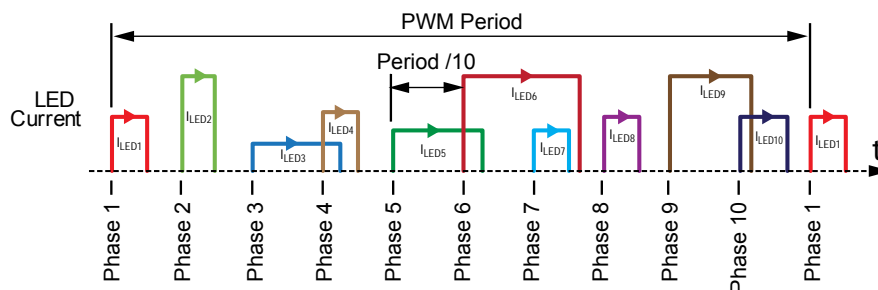 PWM Period
Period /10
LED
Current
ILED1
ILED2
ILED3
ILED4
ILED5
ILED6
ILED7
ILED8
ILED9
ILED10
ILED1
t
Phase 1
Phase 2
Phase 3
Phase 4
Phase 5
Phase 6
Phase 7
Phase 8
Phase 9
Phase 10
Phase 1